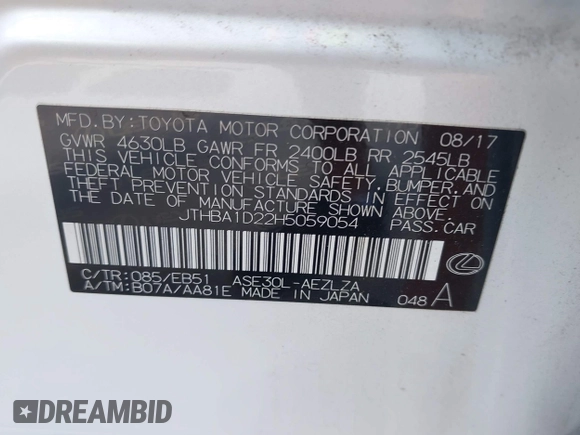 MFD.BY:TOYOTA MOTOR CORPORATION 08/17
GVWR 4630LB GAWR FR 2400LB RR 2545LB
THIS VEHICLE CONFORMS TO ALL APPLICABLE
FEDERAL MOTOR VEHICLE SAFETY,BUMPER,AND
THEFT PREVENTION STANDARDS IN EFFECT ON
THE DATE OF MANUFACTURE SHOWN ABOVE.
JTHBA1D22H5059054 PASS.CAR
C/TR:085/EB51 ASE30L-AEZLZA
A/TM:B07A/AA81E MADE IN JAPAN 048 A
DREAMBID